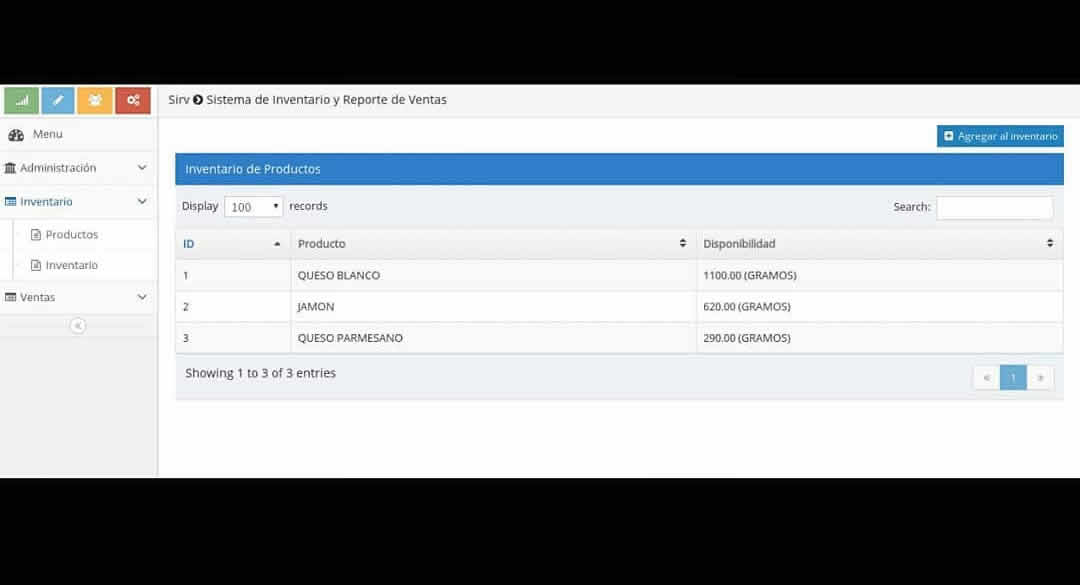 Sirv Sistema de Inventario y Reporte de Ventas
Menu
Administración
Inventario
Productos
Inventario
Ventas
Agregar al inventario
Inventario de Productos
Display 100 records
Search:
ID Producto Disponibilidad
1 QUESO BLANCO 1100.00 (GRAMOS)
2 JAMON 620.00 (GRAMOS)
3 QUESO PARMESANO 290.00 (GRAMOS)
Showing 1 to 3 of 3 entries
« 1 »